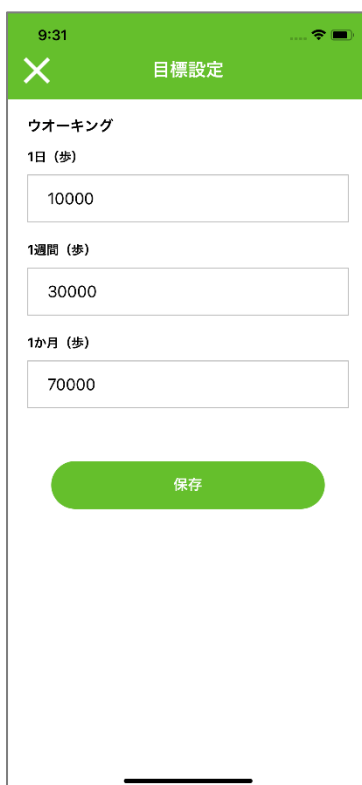 9:31
目標設定
ウオーキング
1日（歩）
10000
1週間（歩）
30000
1か月（歩）
70000
保存